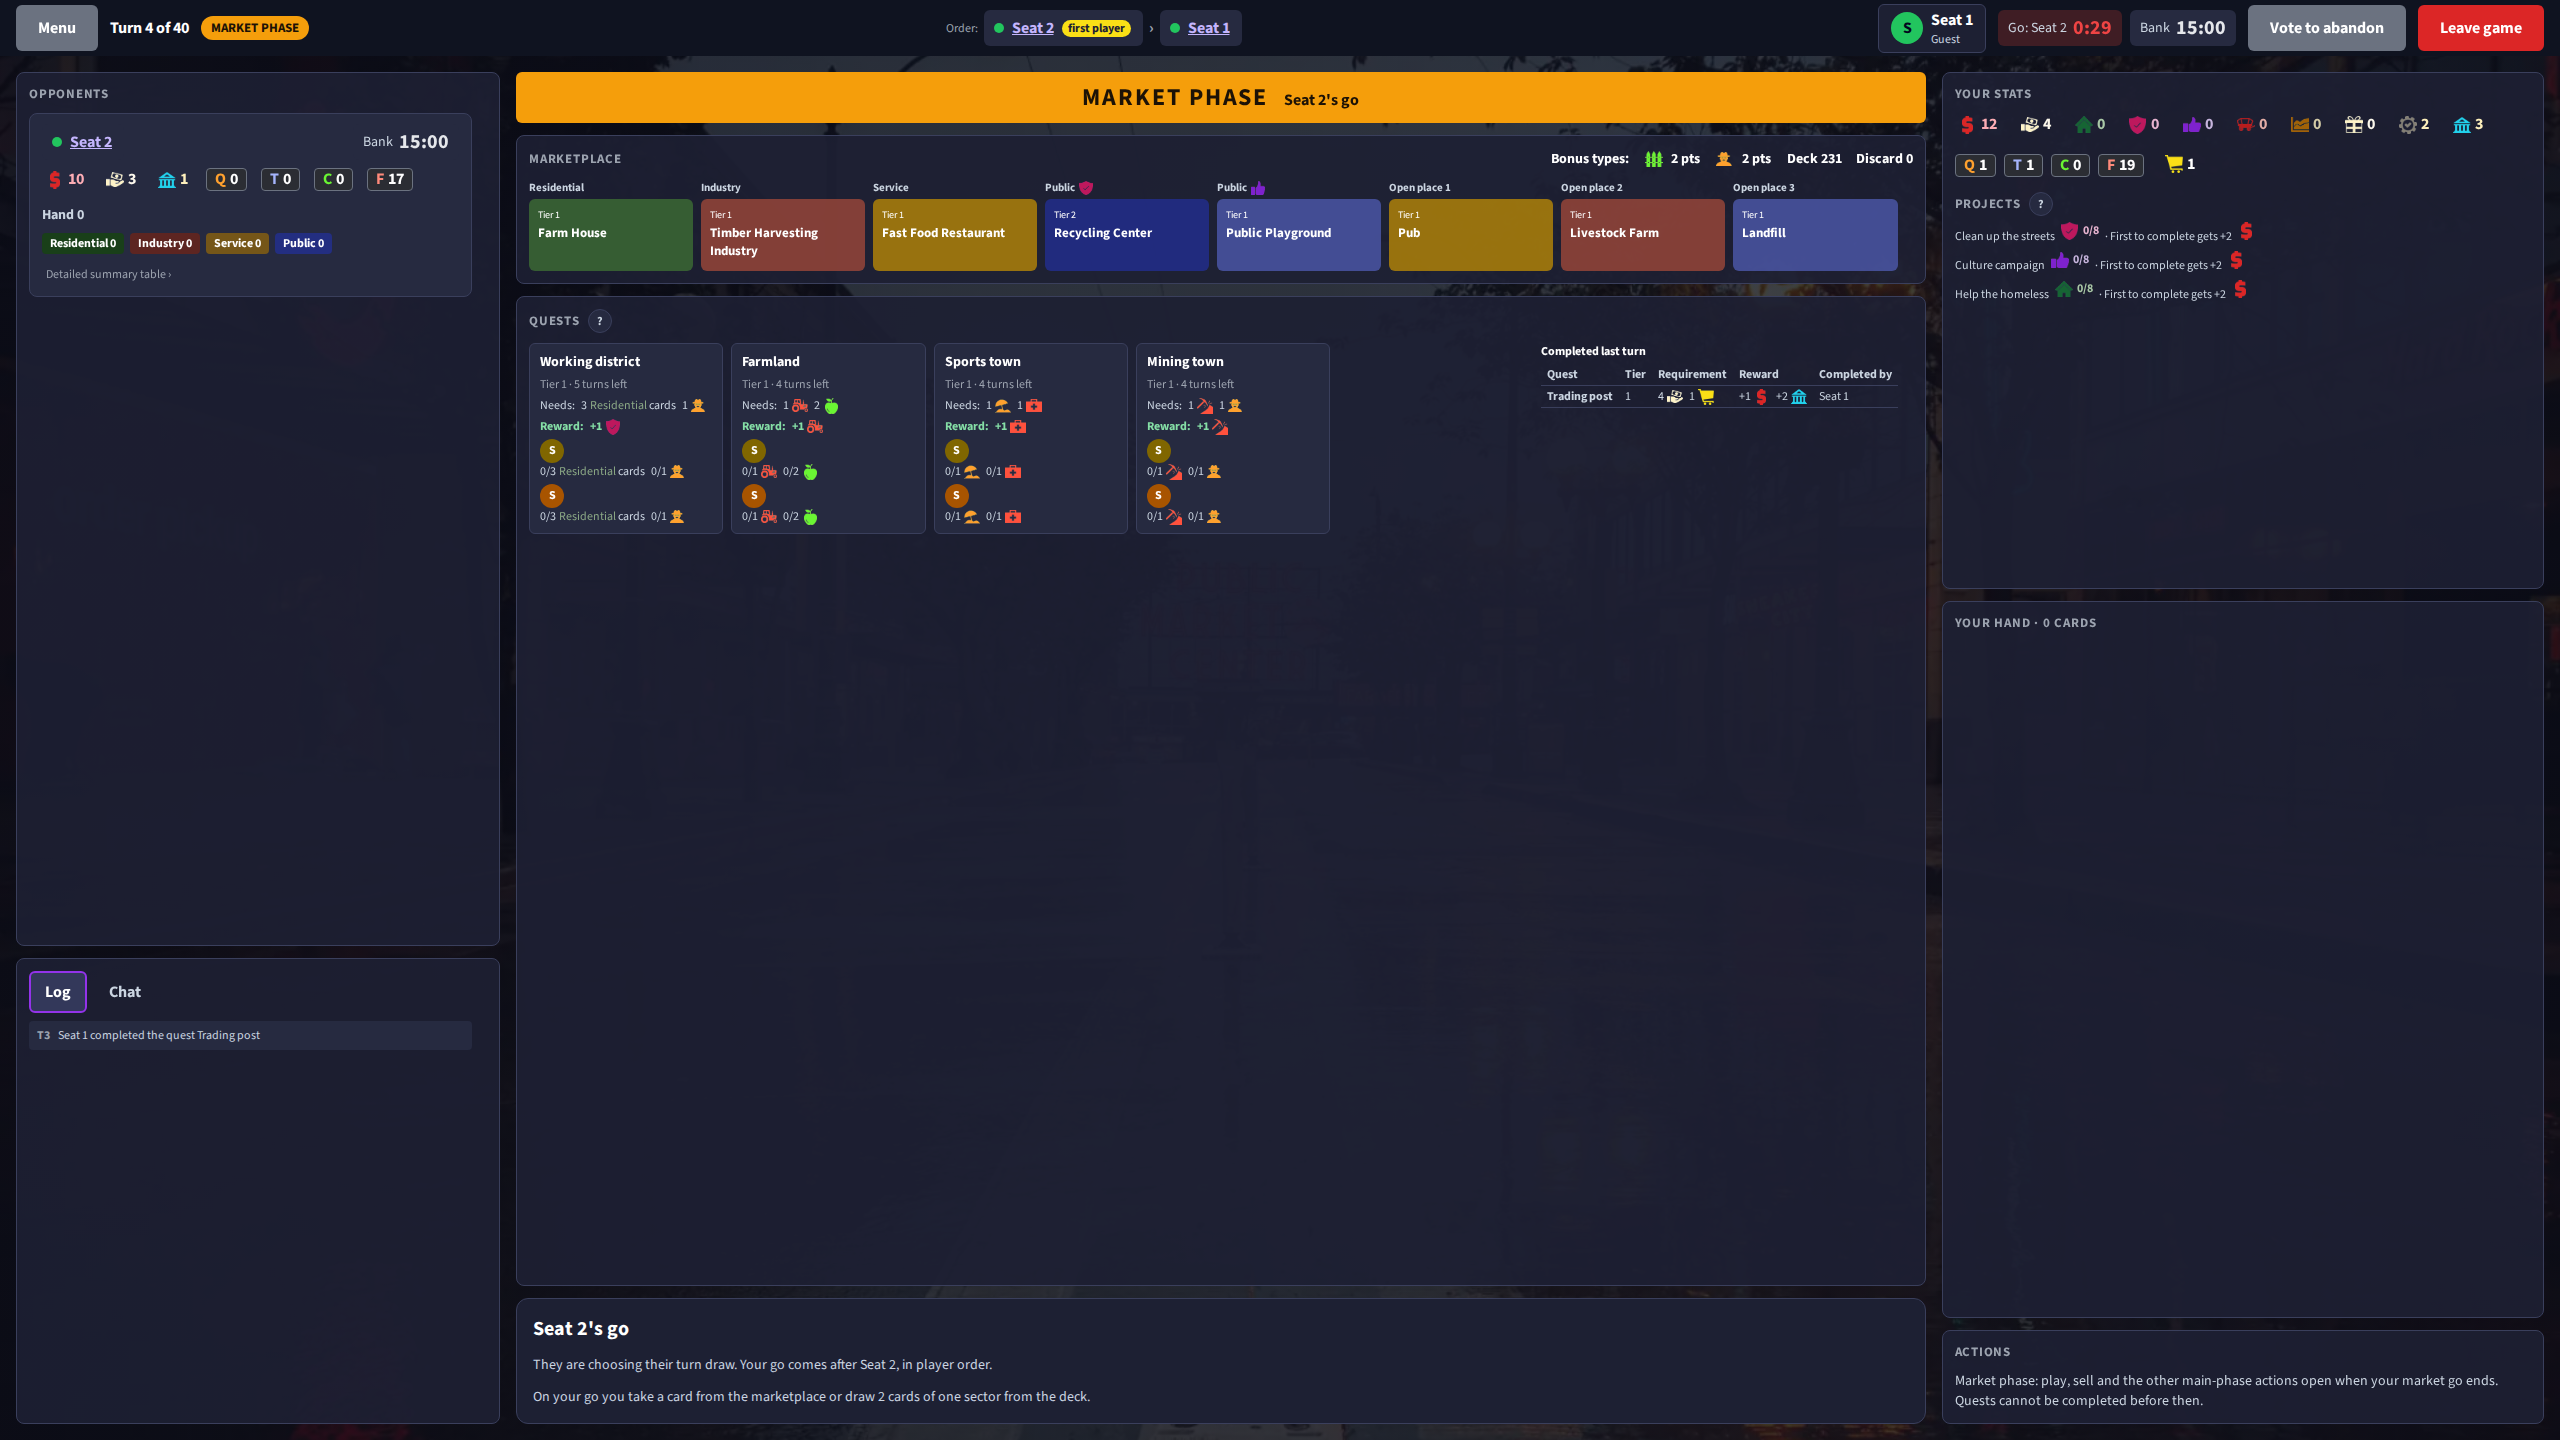 Menu
Turn 4 of 40 MARKET PHASE
Order: Seat 2 first player › Seat 1
S Seat 1
Guest
Go: Seat 2 0:29
Bank 15:00
Vote to abandon
Leave game
OPPONENTS
Seat 2
Bank 15:00
10 3 1 Q 0 T 0 C 0 F 17
Hand 0
Residential 0 Industry 0 Service 0 Public 0
Detailed summary table ›
MARKET PHASE Seat 2's go
MARKETPLACE
Bonus types: 2 pts 2 pts Deck 231 Discard 0
Residential Industry Service Public Public Open place 1 Open place 2 Open place 3
Tier 1
Farm House
Tier 1
Timber Harvesting
Industry
Tier 1
Fast Food Restaurant
Tier 2
Recycling Center
Tier 1
Public Playground
Tier 1
Pub
Tier 1
Livestock Farm
Tier 1
Landfill
QUESTS ?
Working district
Tier 1 · 5 turns left
Needs: 3 Residential cards 1
Reward: +1
S
0/3 Residential cards 0/1
S
0/3 Residential cards 0/1
Farmland
Tier 1 · 4 turns left
Needs: 1 2
Reward: +1
S
0/1 0/2
S
0/1 0/2
Sports town
Tier 1 · 4 turns left
Needs: 1 1
Reward: +1
S
0/1 0/1
S
0/1 0/1
Mining town
Tier 1 · 4 turns left
Needs: 1 1
Reward: +1
S
0/1 0/1
S
0/1 0/1
Completed last turn
Quest Tier Requirement Reward Completed by
Trading post 1 4 1 +1 +2 Seat 1
YOUR STATS
12 4 0 0 0 0 0 0 2 3
Q 1 T 1 C 0 F 19 1
PROJECTS ?
Clean up the streets 0/8 · First to complete gets +2
Culture campaign 0/8 · First to complete gets +2
Help the homeless 0/8 · First to complete gets +2
YOUR HAND · 0 CARDS
Log Chat
T3 Seat 1 completed the quest Trading post
Seat 2's go
They are choosing their turn draw. Your go comes after Seat 2, in player order.
On your go you take a card from the marketplace or draw 2 cards of one sector from the deck.
ACTIONS
Market phase: play, sell and the other main-phase actions open when your market go ends.
Quests cannot be completed before then.